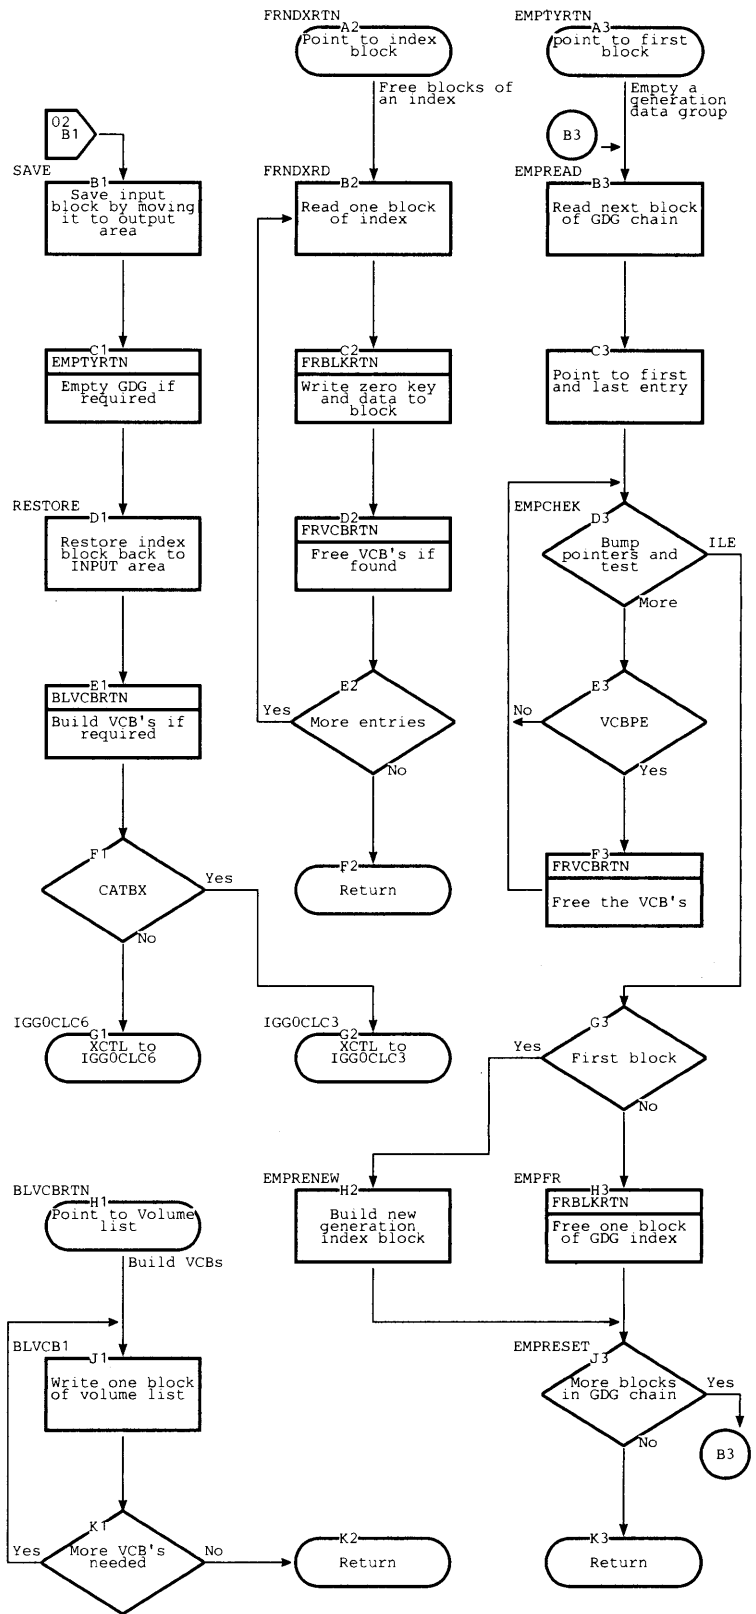 FRNDXRTN
A2
Point to index
block
Free blocks of
an index
EMPTYRTN
A3
point to first
block
Empty a
generation
data group
02
B1
B3
SAVE
B1
Save input
block by moving
it to output
area
FRNDXRD
B2
Read one block
of index
EMPREAD
B3
Read next block
of GDG chain
C1
EMPTYRTN
Empty GDG if
required
C2
FRBLKRTN
Write zero key
and data to
block
C3
Point to first
and last entry
RESTORE
D1
Restore index
block back to
INPUT area
D2
FRVCBRTN
Free VCB's if
found
EMPCHEK
D3
Bump
pointers and
test
ILE
More
E1
BLVCBRTN
Build VCB's if
required
E2
Yes
More entries
No
E3
No
VCBPE
Yes
F1
CATBX
Yes
No
F2
Return
F3
FRVCBRTN
Free the VCB's
IGG0CLC6
G1
XCTL to
IGG0CLC6
IGG0CLC3
G2
XCTL to
IGG0CLC3
G3
Yes
First block
No
BLVCBRTN
H1
Point to Volume
list
Build VCBs
EMPRENEW
H2
Build new
generation
index block
EMPFR
H3
FRBLKRTN
Free one block
of GDG index
BLVCB1
J1
Write one block
of volume list
EMPRESET
J3
More blocks
in GDG chain
Yes
No
B3
K1
Yes
More VCB's
needed
No
K2
Return
K3
Return